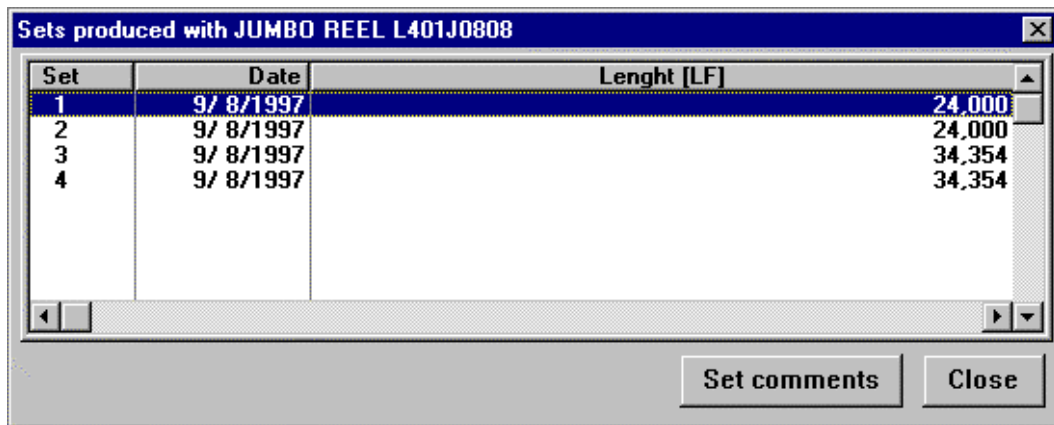 Sets produced with JUMBO REEL L401J0808
Set Date Lenght [LF]
1 9/ 8/1997 24,000
2 9/ 8/1997 24,000
3 9/ 8/1997 34,354
4 9/ 8/1997 34,354
Set comments Close